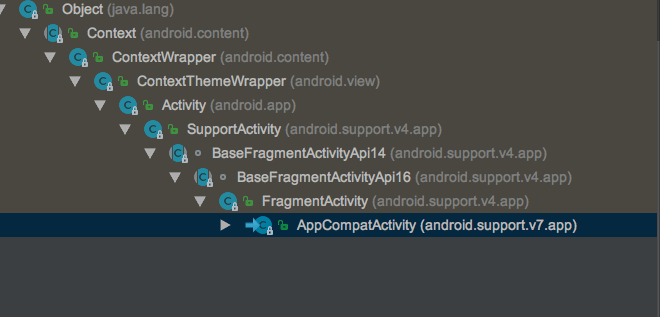 Object (java.lang)
Context (android.content)
ContextWrapper (android.content)
ContextThemeWrapper (android.view)
Activity (android.app)
SupportActivity (android.support.v4.app)
BaseFragmentActivityApi14 (android.support.v4.app)
BaseFragmentActivityApi16 (android.support.v4.app)
FragmentActivity (android.support.v4.app)
AppCompatActivity (android.support.v7.app)